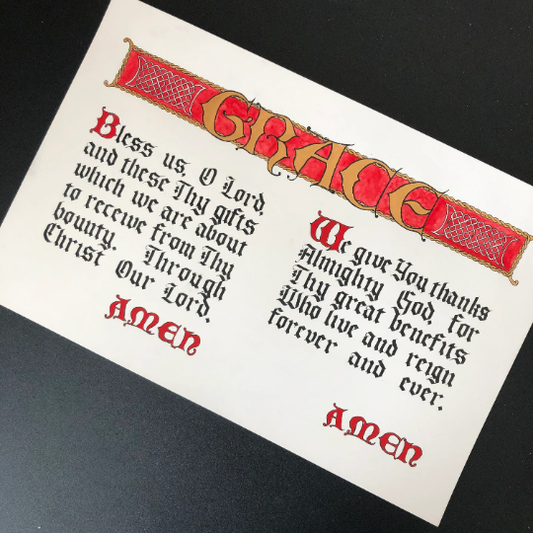 GRACE
Bless us, O Lord,
and these Thy gifts
which we are about
to receive from Thy
bounty. Through
Christ Our Lord.
AMEN
We give You thanks
Almighty God, for
Thy great benefits
Who live and reign
forever and ever.
AMEN